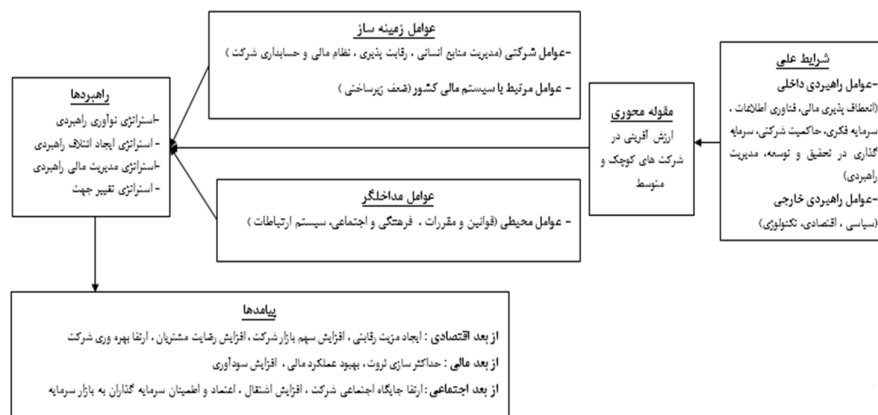 شرایط علی
-عوامل راهبردی داخلی
(انعطاف پذیری مالی، فناوری اطلاعات ،
سرمایه فکری، حاکمیت شرکتی، سرمایه
گذاری در تحقیق و توسعه، مدیریت
راهبردی)
-عوامل راهبردی خارجی
(سیاسی ، اقتصادی، تکنولوژی)
مقوله محوری
ارزش آفرینی در
شرکت های کوچک و
متوسط
عوامل زمینه ساز
-عوامل شرکتی (مدیریت منابع انسانی ، رقابت پذیری ، نظام مالی و حسابداری شرکت )
- عوامل مرتبط با سیستم مالی کشور (ضعف زیرساختی )
عوامل مداخلگر
- عوامل محیطی (قوانین و مقررات ، فرهنگی و اجتماعی، سیستم ارتباطات )
راهبردها
-استراتژی نوآوری راهبردی
- استراتژی ایجاد ائتلاف راهبردی
-استراتژی مدیریت مالی راهبردی
- استراتژی تغییر جهت
پیامدها
از بعد اقتصادی : ایجاد مزیت رقابتی ، افزایش سهم بازار شرکت ، افزایش رضایت مشتریان ، ارتقا بهره وری شرکت
از بعد مالی : حداکثر سازی ثروت، بهبود عملکرد مالی ، افزایش سودآوری
از بعد اجتماعی : ارتقا جایگاه اجتماعی شرکت ، افزایش اشتغال ، اعتماد و اطمینان سرمایه گذاران به بازار سرمایه